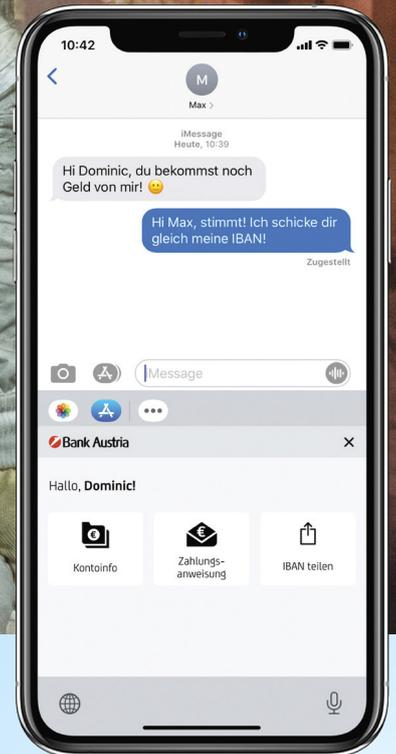 10:42
M
Max >
iMessage
Heute, 10:39
Hi Dominic, du bekommst noch
Geld von mir! 🙂
Hi Max, stimmt! Ich schicke dir
gleich meine IBAN!
Zugestellt
iMessage
Bank Austria
Hallo, Dominic!
Kontoinfo
Zahlungs-
anweisung
IBAN teilen